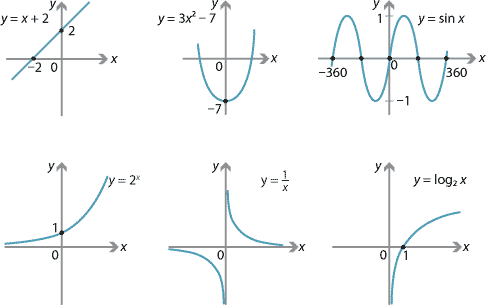 y
y = x + 2
2
−2
0
x
y
y = 3x² − 7
0
x
−7
y
1
y = sin x
−360
0
360
x
−1
y
y = 2ˣ
1
0
x
y
y = 1/x
0
x
y
y = log₂ x
0
1
x